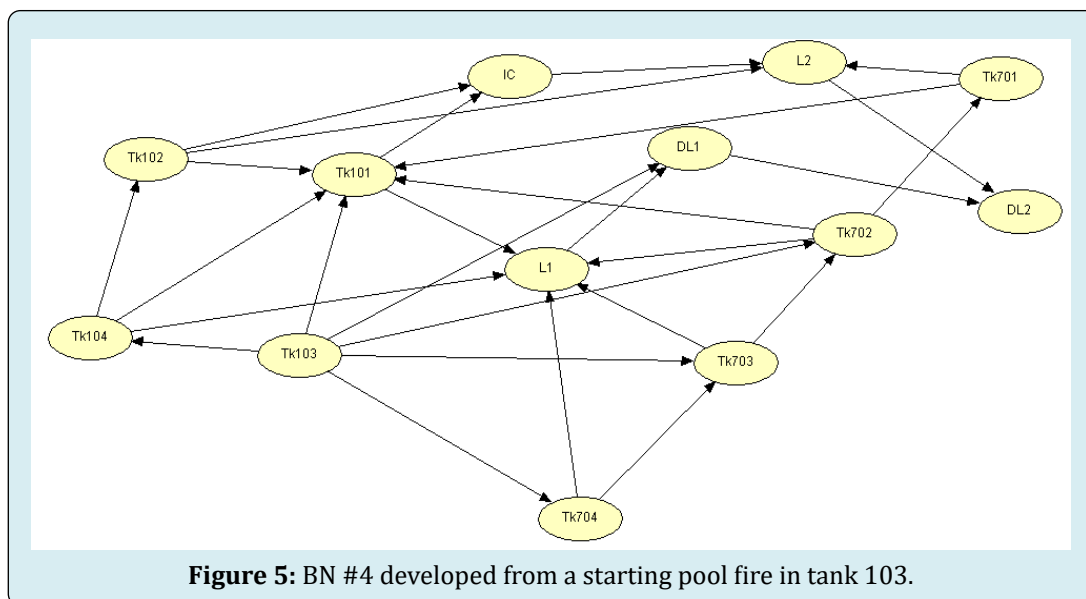 L2
IC
Tk701
DL1
Tk102
Tk101
DL2
Tk702
L1
Tk104
Tk103
Tk703
Tk704
Figure 5: BN #4 developed from a starting pool fire in tank 103.